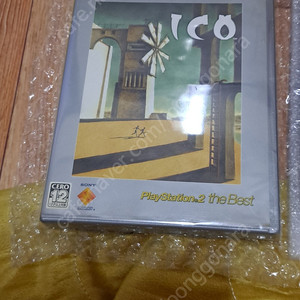 ICO
CERO
12
SONY
PlayStation®2 the Best